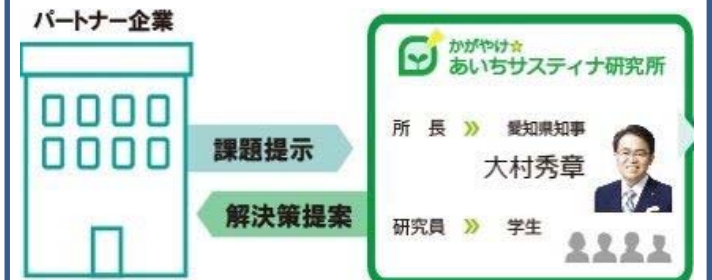 パートナー企業
課題提示
解決策提案
かがやけ☆
あいちサスティナ研究所
所 長 » 愛知県知事
大村秀章
研究員 » 学生